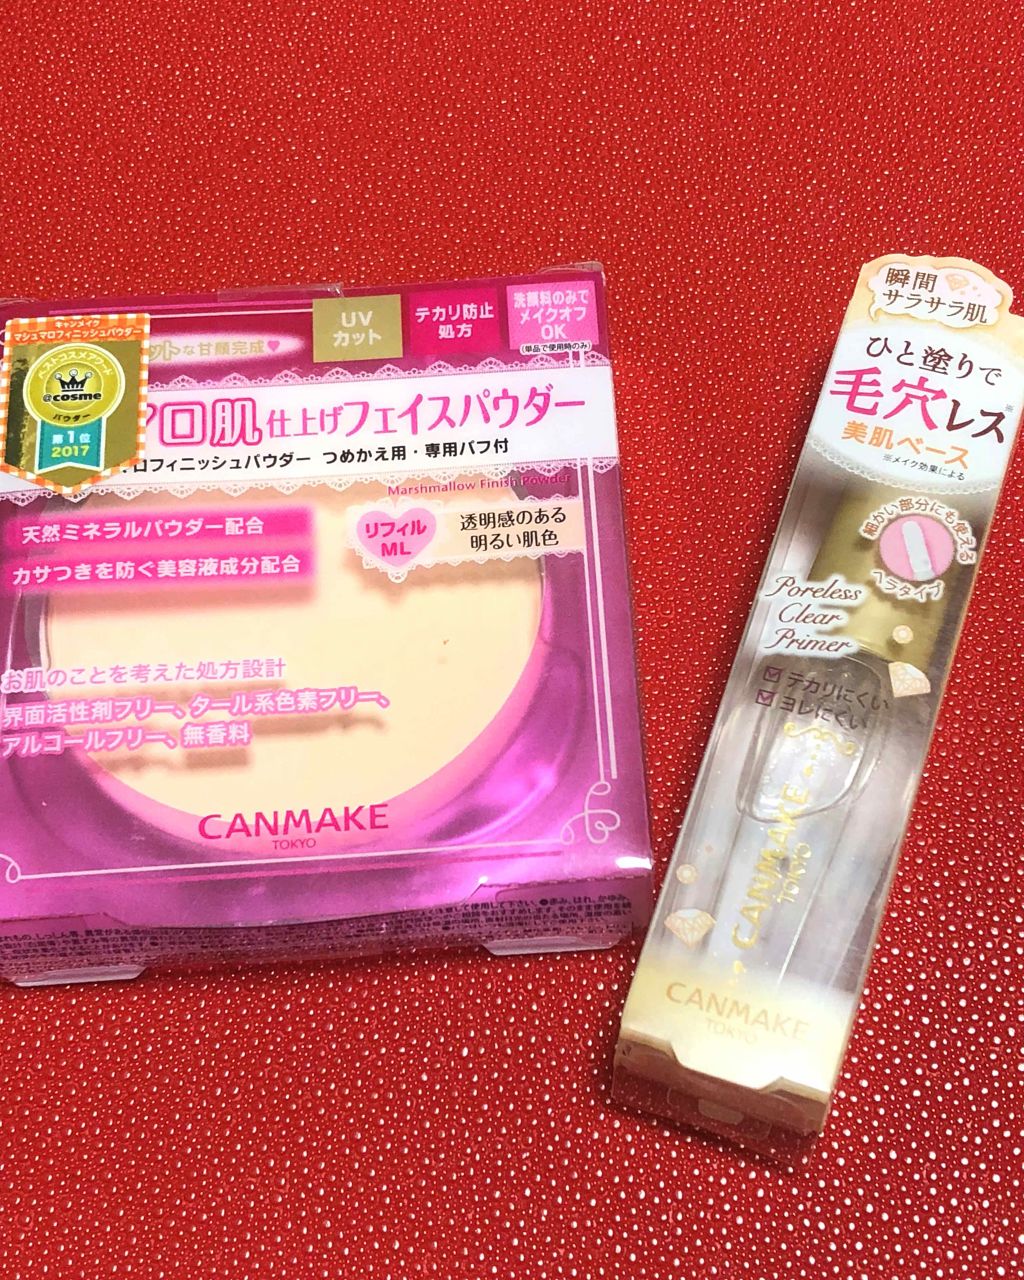 キャンメイク
マシュマロフィニッシュパウダー
ベストコスメアワード
@cosme
パウダー
第1位
2017
ットな甘顔完成♥
UV
カット
テカリ防止
処方
洗顔料のみで
メイクオフ
OK
(単品で使用時のみ)
マロ肌仕上げフェイスパウダー
ロフィニッシュパウダー つめかえ用・専用パフ付
Marshmallow Finish Powder
天然ミネラルパウダー配合
カサつきを防ぐ美容液成分配合
リフィル
ML
透明感のある
明るい肌色
お肌のことを考えた処方設計
界面活性剤フリー、タール系色素フリー、
アルコールフリー、無香料
CANMAKE
TOKYO
瞬間
サラサラ肌
ひと塗りで
毛穴レス※
美肌ベース
※メイク効果による
細かい部分にも使える
ヘラタイプ
Poreless
Clear
Primer
テカりにくい
ヨレにくい
CANMAKE
TOKYO
CANMAKE
TOKYO